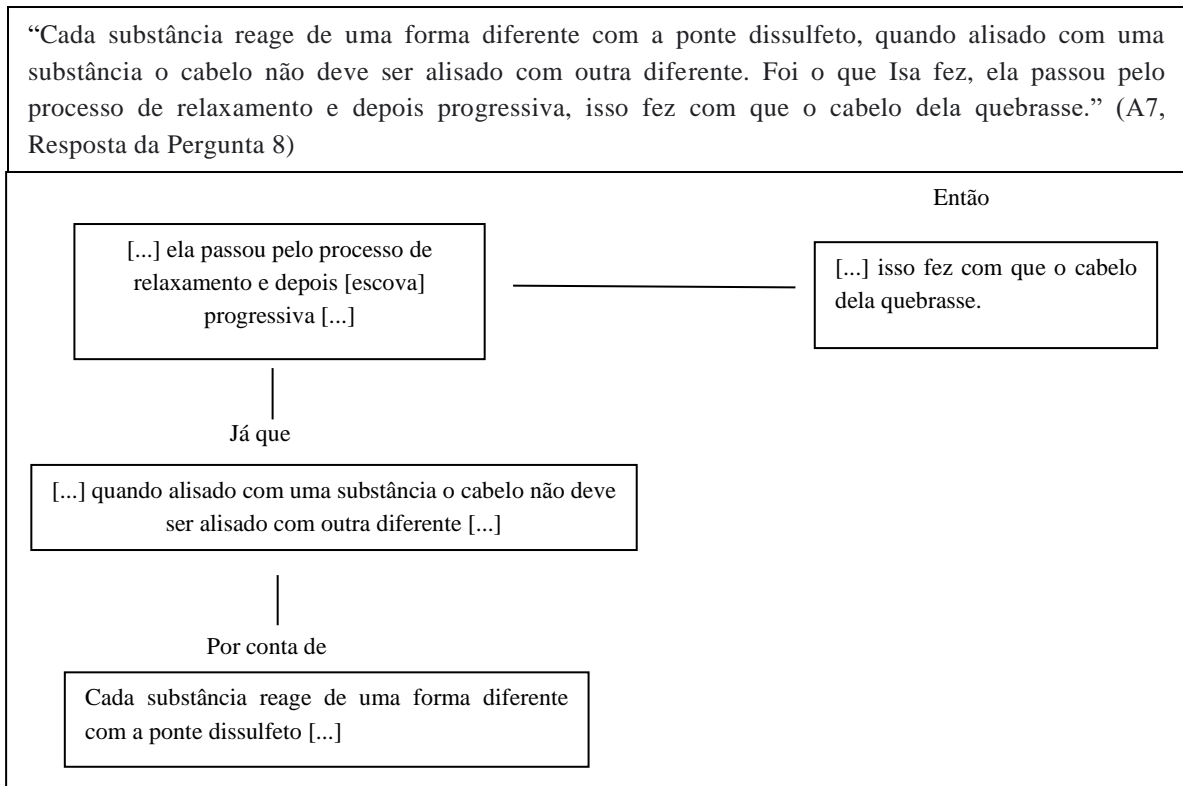 “Cada substância reage de uma forma diferente com a ponte dissulfeto, quando alisado com uma
substância o cabelo não deve ser alisado com outra diferente. Foi o que Isa fez, ela passou pelo
processo de relaxamento e depois progressiva, isso fez com que o cabelo dela quebrasse.” (A7,
Resposta da Pergunta 8)
Então
[...] ela passou pelo processo de
relaxamento e depois [escova]
progressiva [...]
[...] isso fez com que o cabelo
dela quebrasse.
Já que
[...] quando alisado com uma substância o cabelo não deve
ser alisado com outra diferente [...]
Por conta de
Cada substância reage de uma forma diferente
com a ponte dissulfeto [...]